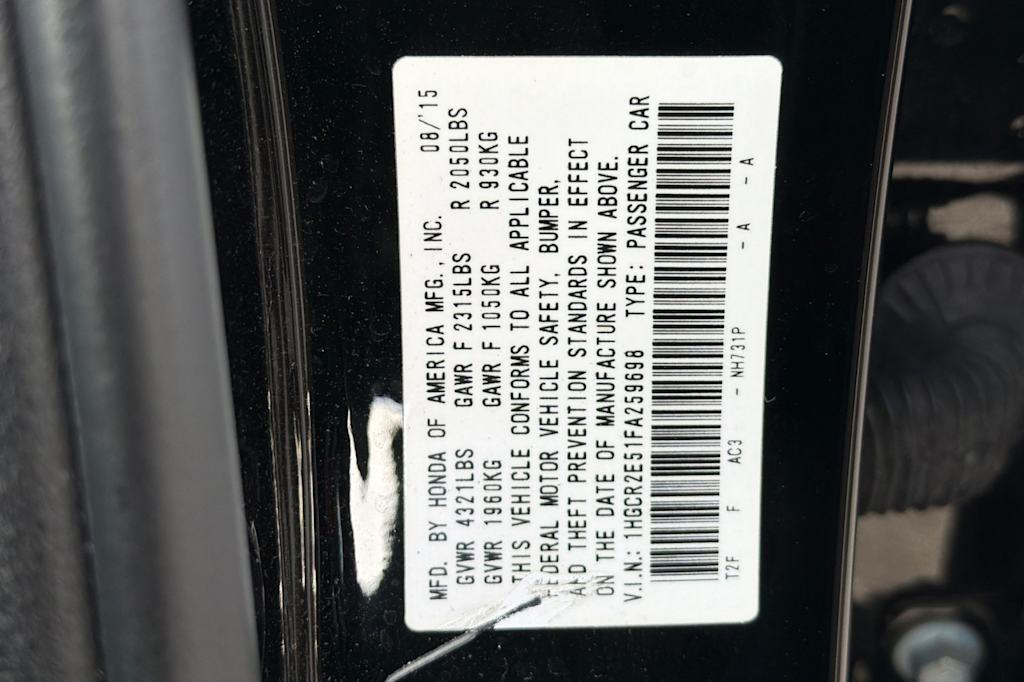 MFD. BY HONDA OF AMERICA MFG., INC. 08/'15
GVWR 4321LBS GAWR F 2315LBS R 2050LBS
GVWR 1960KG GAWR F 1050KG R 930KG
THIS VEHICLE CONFORMS TO ALL APPLICABLE
FEDERAL MOTOR VEHICLE SAFETY, BUMPER,
AND THEFT PREVENTION STANDARDS IN EFFECT
ON THE DATE OF MANUFACTURE SHOWN ABOVE.
V.I.N.: 1HGCR2E51FA259698 TYPE: PASSENGER CAR
T2F F AC3 - NH731P - A - A